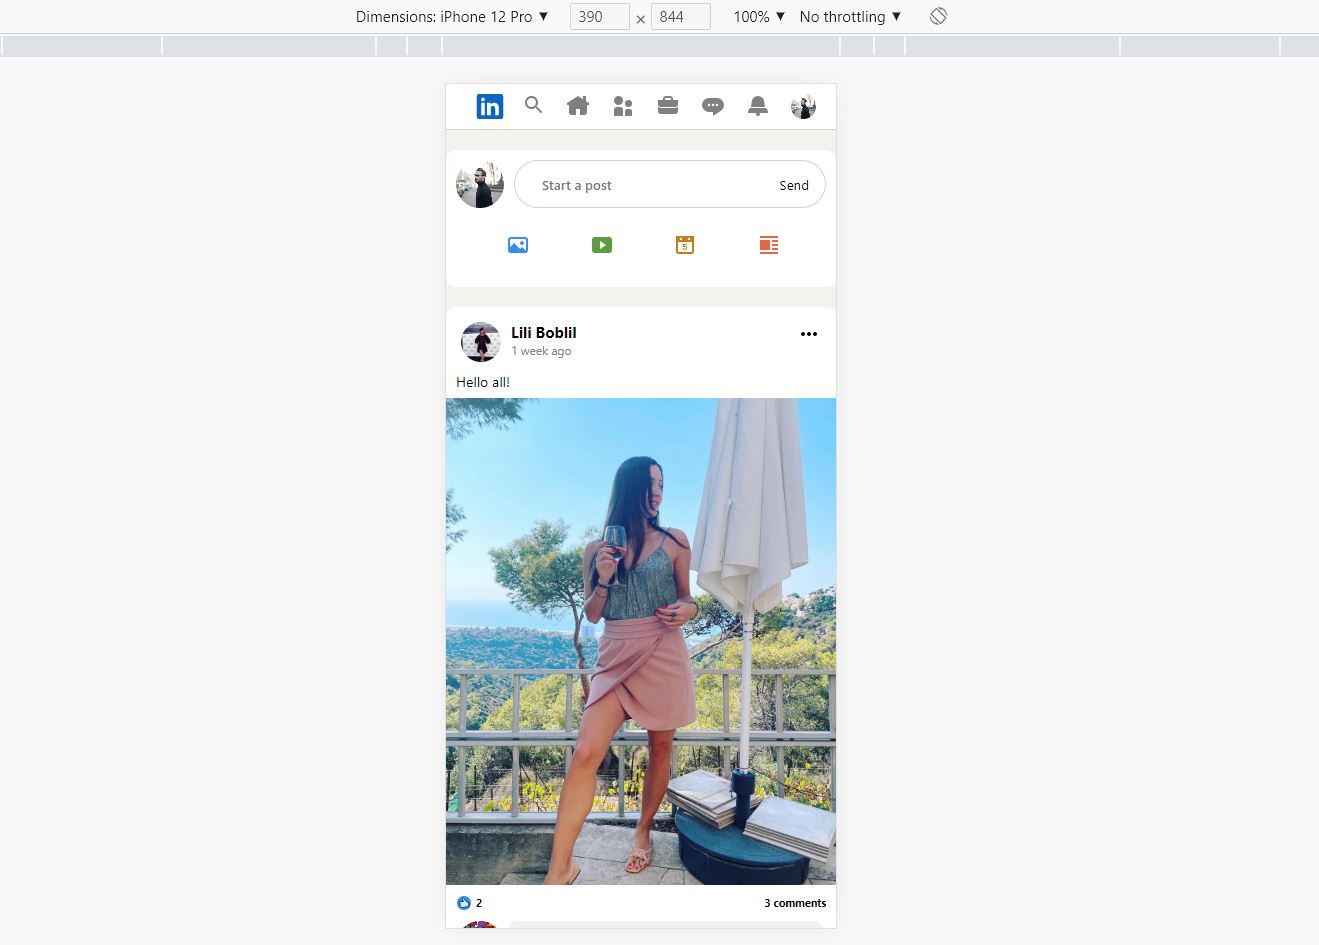 Dimensions: iPhone 12 Pro ▼ 390 × 844 100% ▼ No throttling ▼
in
Start a post Send
5
Lili Boblil
1 week ago
Hello all!
2 3 comments